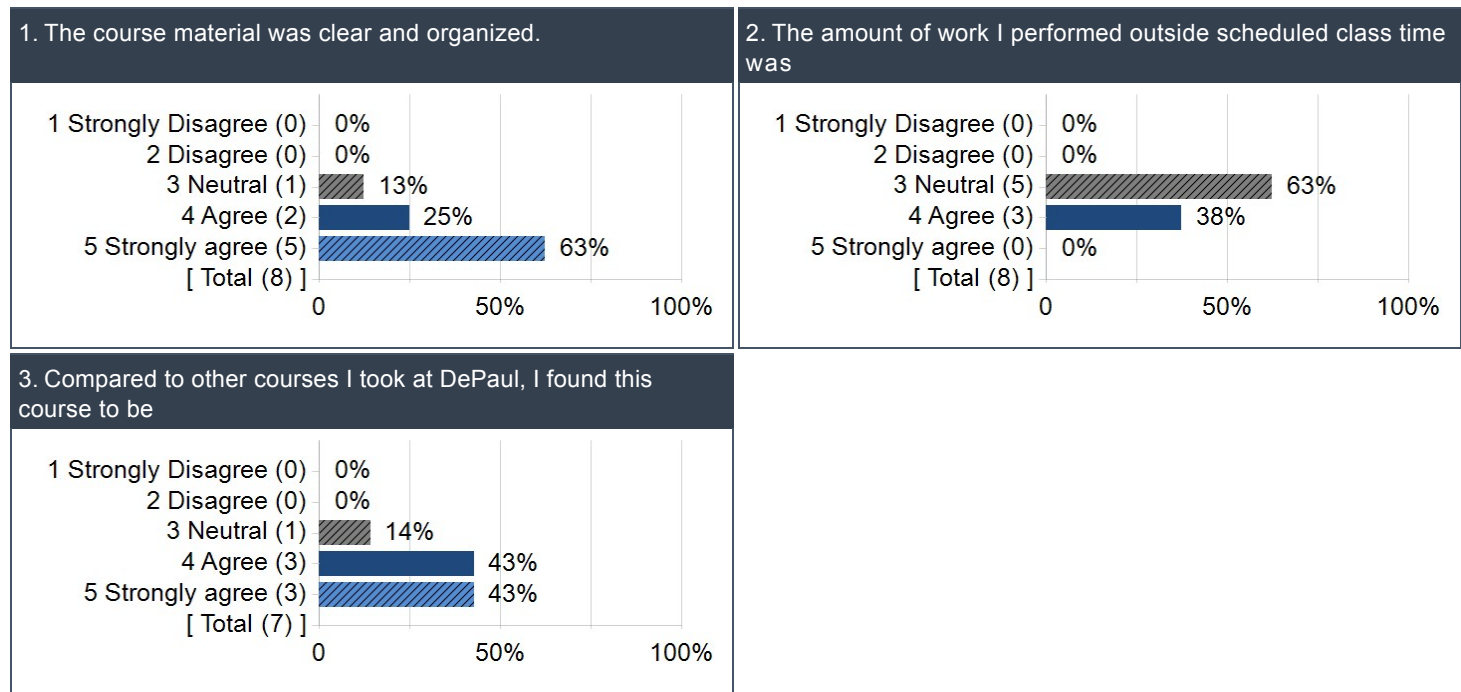 1. The course material was clear and organized.
1 Strongly Disagree (0) 0%
2 Disagree (0) 0%
3 Neutral (1) 13%
4 Agree (2) 25%
5 Strongly agree (5) 63%
[ Total (8) ]
0 50% 100%
2. The amount of work I performed outside scheduled class time
was
1 Strongly Disagree (0) 0%
2 Disagree (0) 0%
3 Neutral (5) 63%
4 Agree (3) 38%
5 Strongly agree (0) 0%
[ Total (8) ]
0 50% 100%
3. Compared to other courses I took at DePaul, I found this
course to be
1 Strongly Disagree (0) 0%
2 Disagree (0) 0%
3 Neutral (1) 14%
4 Agree (3) 43%
5 Strongly agree (3) 43%
[ Total (7) ]
0 50% 100%